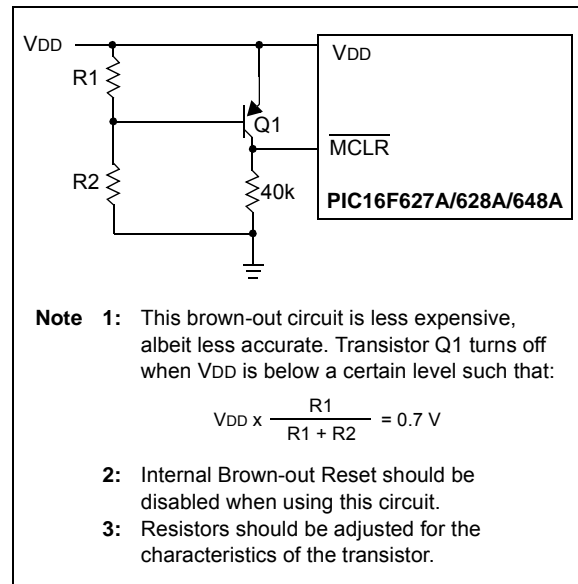 VDD
VDD
R1
Q1
MCLR
R2
40k
PIC16F627A/628A/648A
Note 1: This brown-out circuit is less expensive,
albeit less accurate. Transistor Q1 turns off
when VDD is below a certain level such that:
VDD x R1 / R1 + R2 = 0.7 V
2: Internal Brown-out Reset should be
disabled when using this circuit.
3: Resistors should be adjusted for the
characteristics of the transistor.